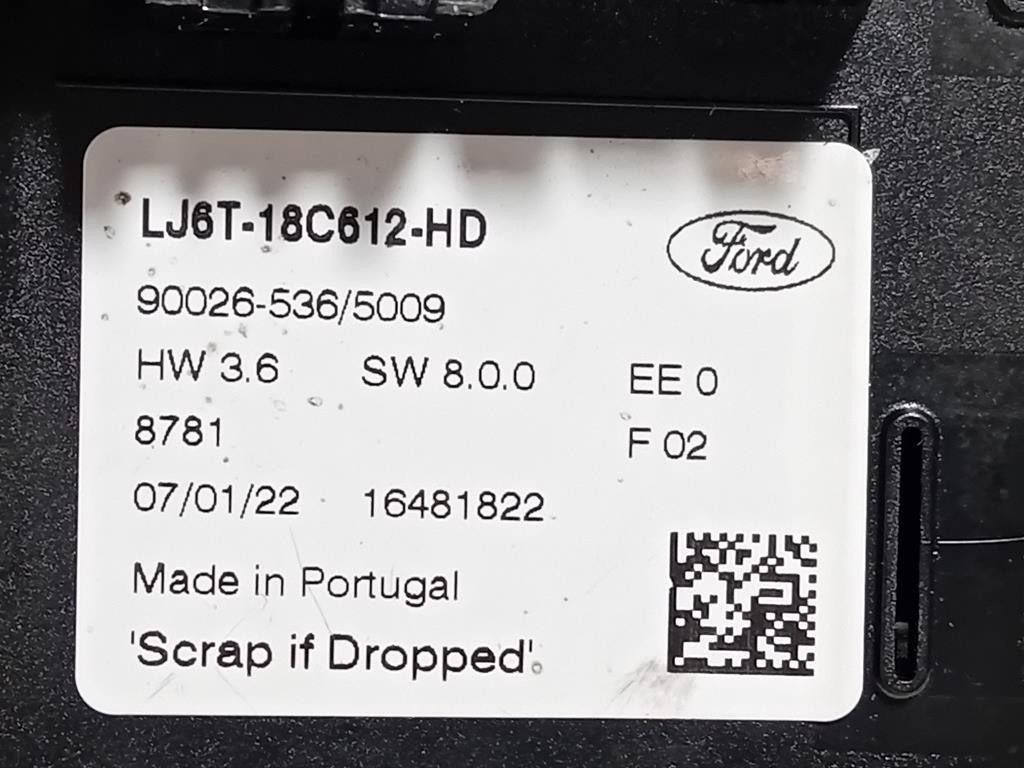 LJ6T-18C612-HD
Ford
90026-536/5009
HW 3.6 SW 8.0.0 EE 0
8781 F 02
07/01/22 16481822
Made in Portugal
'Scrap if Dropped'